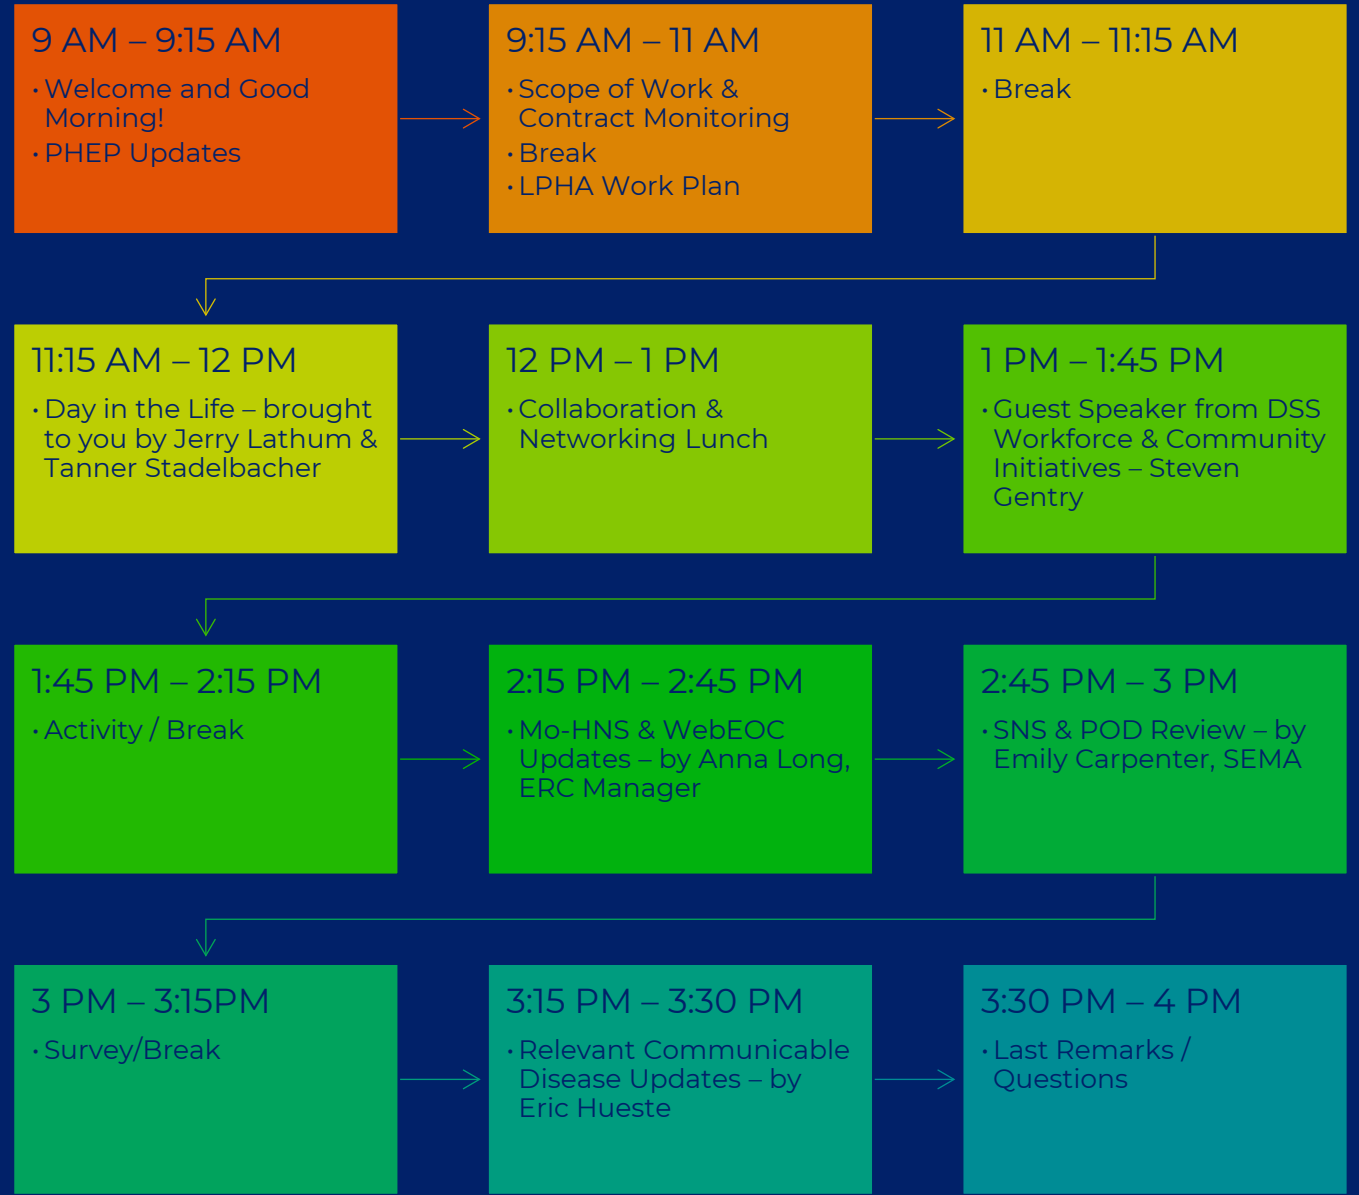 9 AM – 9:15 AM
• Welcome and Good
Morning!
• PHEP Updates
9:15 AM – 11 AM
• Scope of Work &
Contract Monitoring
• Break
• LPHA Work Plan
11 AM – 11:15 AM
• Break
11:15 AM – 12 PM
• Day in the Life – brought
to you by Jerry Lathum &
Tanner Stadelbacher
12 PM – 1 PM
• Collaboration &
Networking Lunch
1 PM – 1:45 PM
• Guest Speaker from DSS
Workforce & Community
Initiatives – Steven
Gentry
1:45 PM – 2:15 PM
• Activity / Break
2:15 PM – 2:45 PM
• Mo-HNS & WebEOC
Updates – by Anna Long,
ERC Manager
2:45 PM – 3 PM
• SNS & POD Review – by
Emily Carpenter, SEMA
3 PM – 3:15PM
• Survey/Break
3:15 PM – 3:30 PM
• Relevant Communicable
Disease Updates – by
Eric Hueste
3:30 PM – 4 PM
• Last Remarks /
Questions